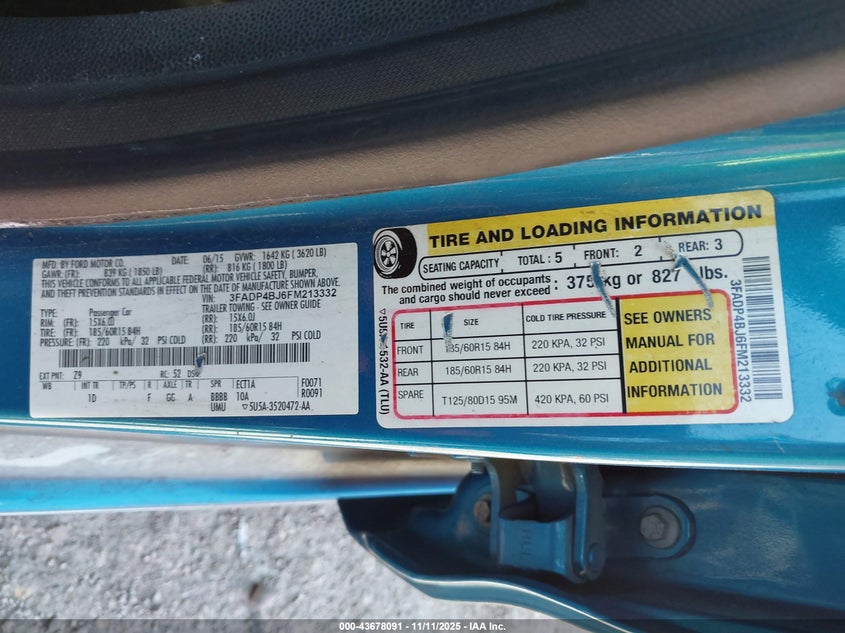 MFD. BY FORD MOTOR CO.
DATE: 06/15 GVWR: 1642 KG ( 3620 LB)
GAWR: (FR): 839 KG ( 1850 LB) (RR): 816 KG ( 1800 LB)
THIS VEHICLE CONFORMS TO ALL APPLICABLE FEDERAL MOTOR VEHICLE SAFETY, BUMPER,
AND THEFT PREVENTION STANDARDS IN EFFECT ON THE DATE OF MANUFACTURE SHOWN ABOVE.
VIN: 3FADP4BJ6FM213332
TYPE: Passenger Car TRAILER TOWING - SEE OWNER GUIDE
RIM: (FR): 15X6.0J (RR): 15X6.0J
TIRE: (FR): 185/60R15 84H (RR): 185/60R15 84H
PRESSURE: (FR): 220 kPa/ 32 PSI COLD (RR): 220 kPa/ 32 PSI COLD
EXT PNT: Z9 RC: 52 DSO:
WB INT TR TP/PS R AXLE TR SPR ECT1A F0071
1D F GG A BBBB 10A R0091
UMU ▽5U5A-3520472-AA
TIRE AND LOADING INFORMATION
SEATING CAPACITY TOTAL: 5 FRONT: 2 REAR: 3
The combined weight of occupants
and cargo should never exceed : 375 kg or 827 lbs.
TIRE SIZE COLD TIRE PRESSURE
FRONT 185/60R15 84H 220 KPA, 32 PSI
REAR 185/60R15 84H 220 KPA, 32 PSI
SPARE T125/80D15 95M 420 KPA, 60 PSI
SEE OWNERS
MANUAL FOR
ADDITIONAL
INFORMATION
3FADP4BJ6FM213332
532-AA (TLU)
000-43678091 - 11/11/2025 - IAA Inc.